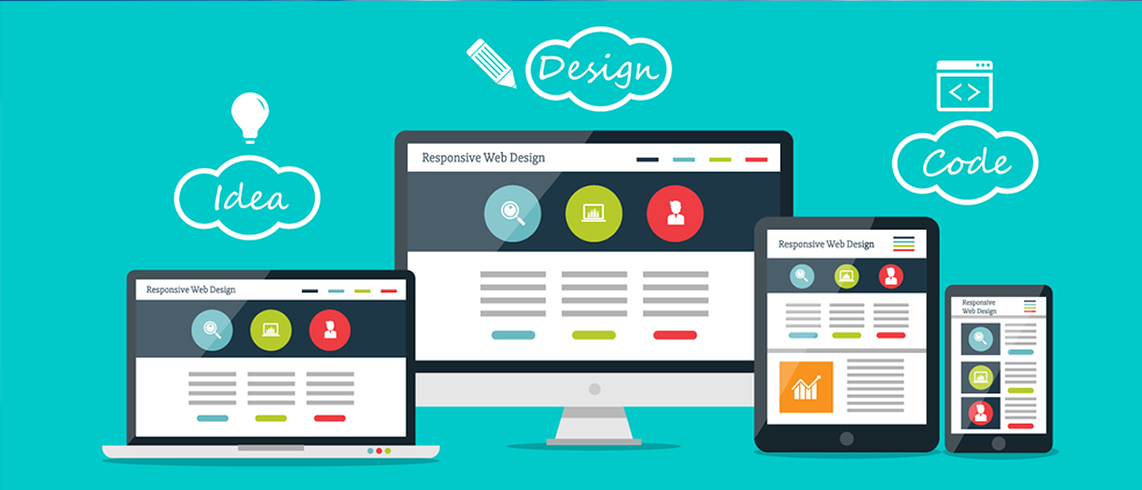 Design
Idea
Code
Responsive Web Design
Responsive Web Design
Responsive Web Design
Responsive
Web Design